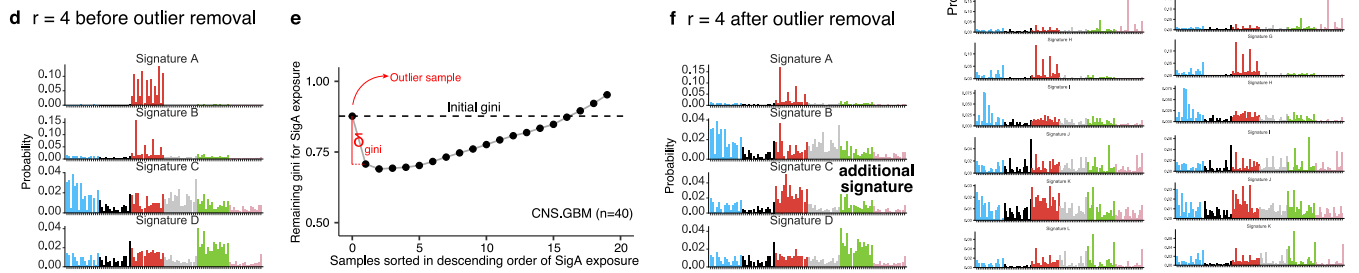 d r = 4 before outlier removal
Signature A
0.10
0.05
0.00
Signature B
0.15
0.10
0.05
0.00
Signature C
0.04
0.02
0.00
Signature D
0.04
0.02
0.00
Probability
e
1.00
0.75
0.50
Outlier sample
Initial gini
δ gini
CNS.GBM (n=40)
0 5 10 15 20
Remaining gini for SigA exposure
Samples sorted in descending order of SigA exposure
f r = 4 after outlier removal
Signature A
0.15
0.10
0.05
0.00
Signature B
0.04
0.02
0.00
Signature C
0.04
0.02
0.00
additional
signature
Signature D
0.04
0.02
0.00
Probability
Signature H
Signature I
Signature J
Signature K
Signature L
Signature G
Signature H
Signature I
Signature J
Signature K